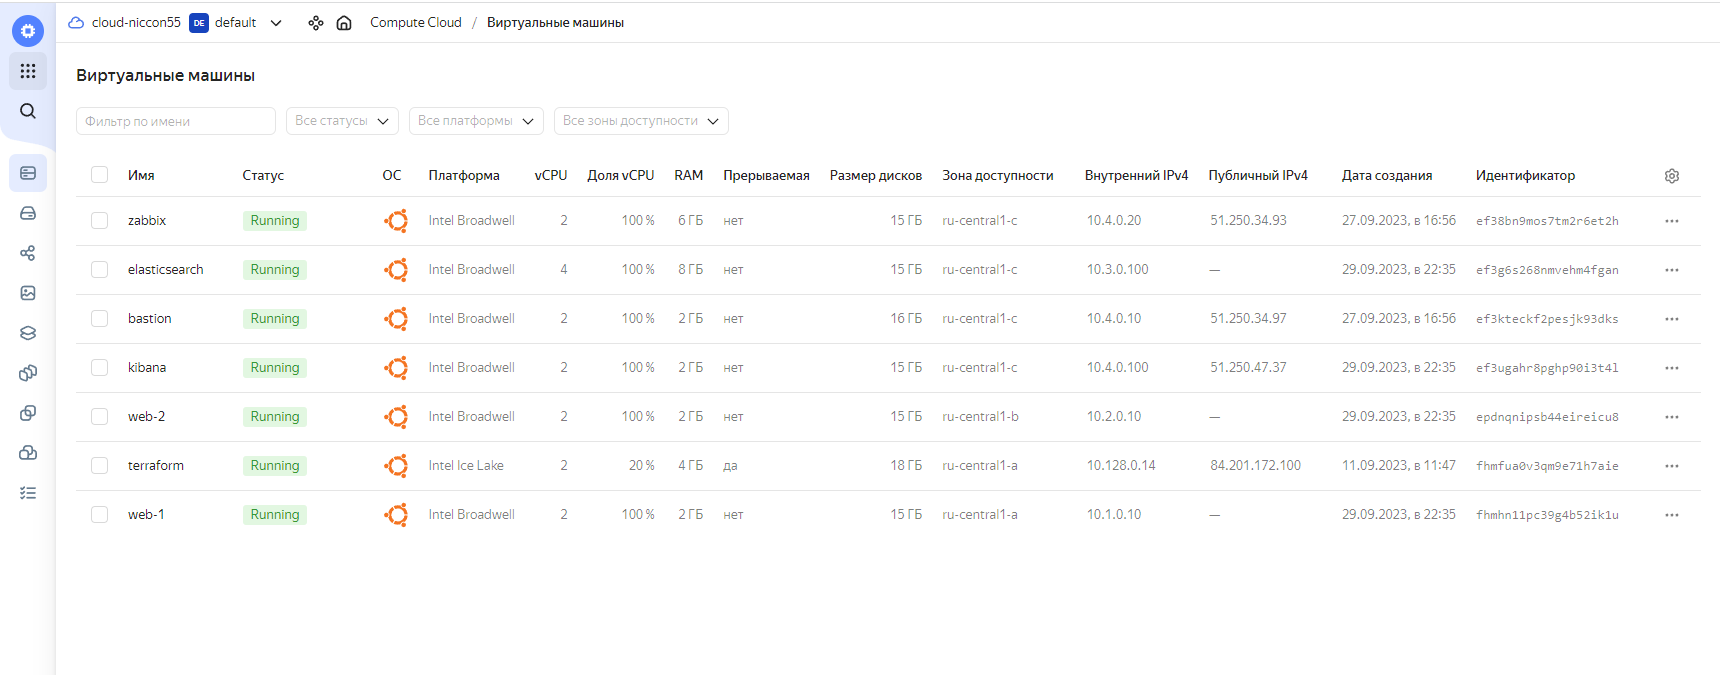 cloud-niccon55 DE default Compute Cloud / Виртуальные машины
Виртуальные машины
Фильтр по имени Все статусы Все платформы Все зоны доступности
Имя Статус ОС Платформа vCPU Доля vCPU RAM Прерываемая Размер дисков Зона доступности Внутренний IPv4 Публичный IPv4 Дата создания Идентификатор
zabbix Running Intel Broadwell 2 100 % 6 ГБ нет 15 ГБ ru-central1-c 10.4.0.20 51.250.34.93 27.09.2023, в 16:56 ef38bn9mos7tm2r6et2h
elasticsearch Running Intel Broadwell 4 100 % 8 ГБ нет 15 ГБ ru-central1-c 10.3.0.100 — 29.09.2023, в 22:35 ef3g6s268nmvehm4fgan
bastion Running Intel Broadwell 2 100 % 2 ГБ нет 16 ГБ ru-central1-c 10.4.0.10 51.250.34.97 27.09.2023, в 16:56 ef3kteckf2pesjk93dks
kibana Running Intel Broadwell 2 100 % 2 ГБ нет 15 ГБ ru-central1-c 10.4.0.100 51.250.47.37 29.09.2023, в 22:35 ef3ugahr8pghp90i3t4l
web-2 Running Intel Broadwell 2 100 % 2 ГБ нет 15 ГБ ru-central1-b 10.2.0.10 — 29.09.2023, в 22:35 epdnqnipsb44eireicu8
terraform Running Intel Ice Lake 2 20 % 4 ГБ да 18 ГБ ru-central1-a 10.128.0.14 84.201.172.100 11.09.2023, в 11:47 fhmfua0v3qm9e71h7aie
web-1 Running Intel Broadwell 2 100 % 2 ГБ нет 15 ГБ ru-central1-a 10.1.0.10 — 29.09.2023, в 22:35 fhmhn11pc39g4b52ik1u